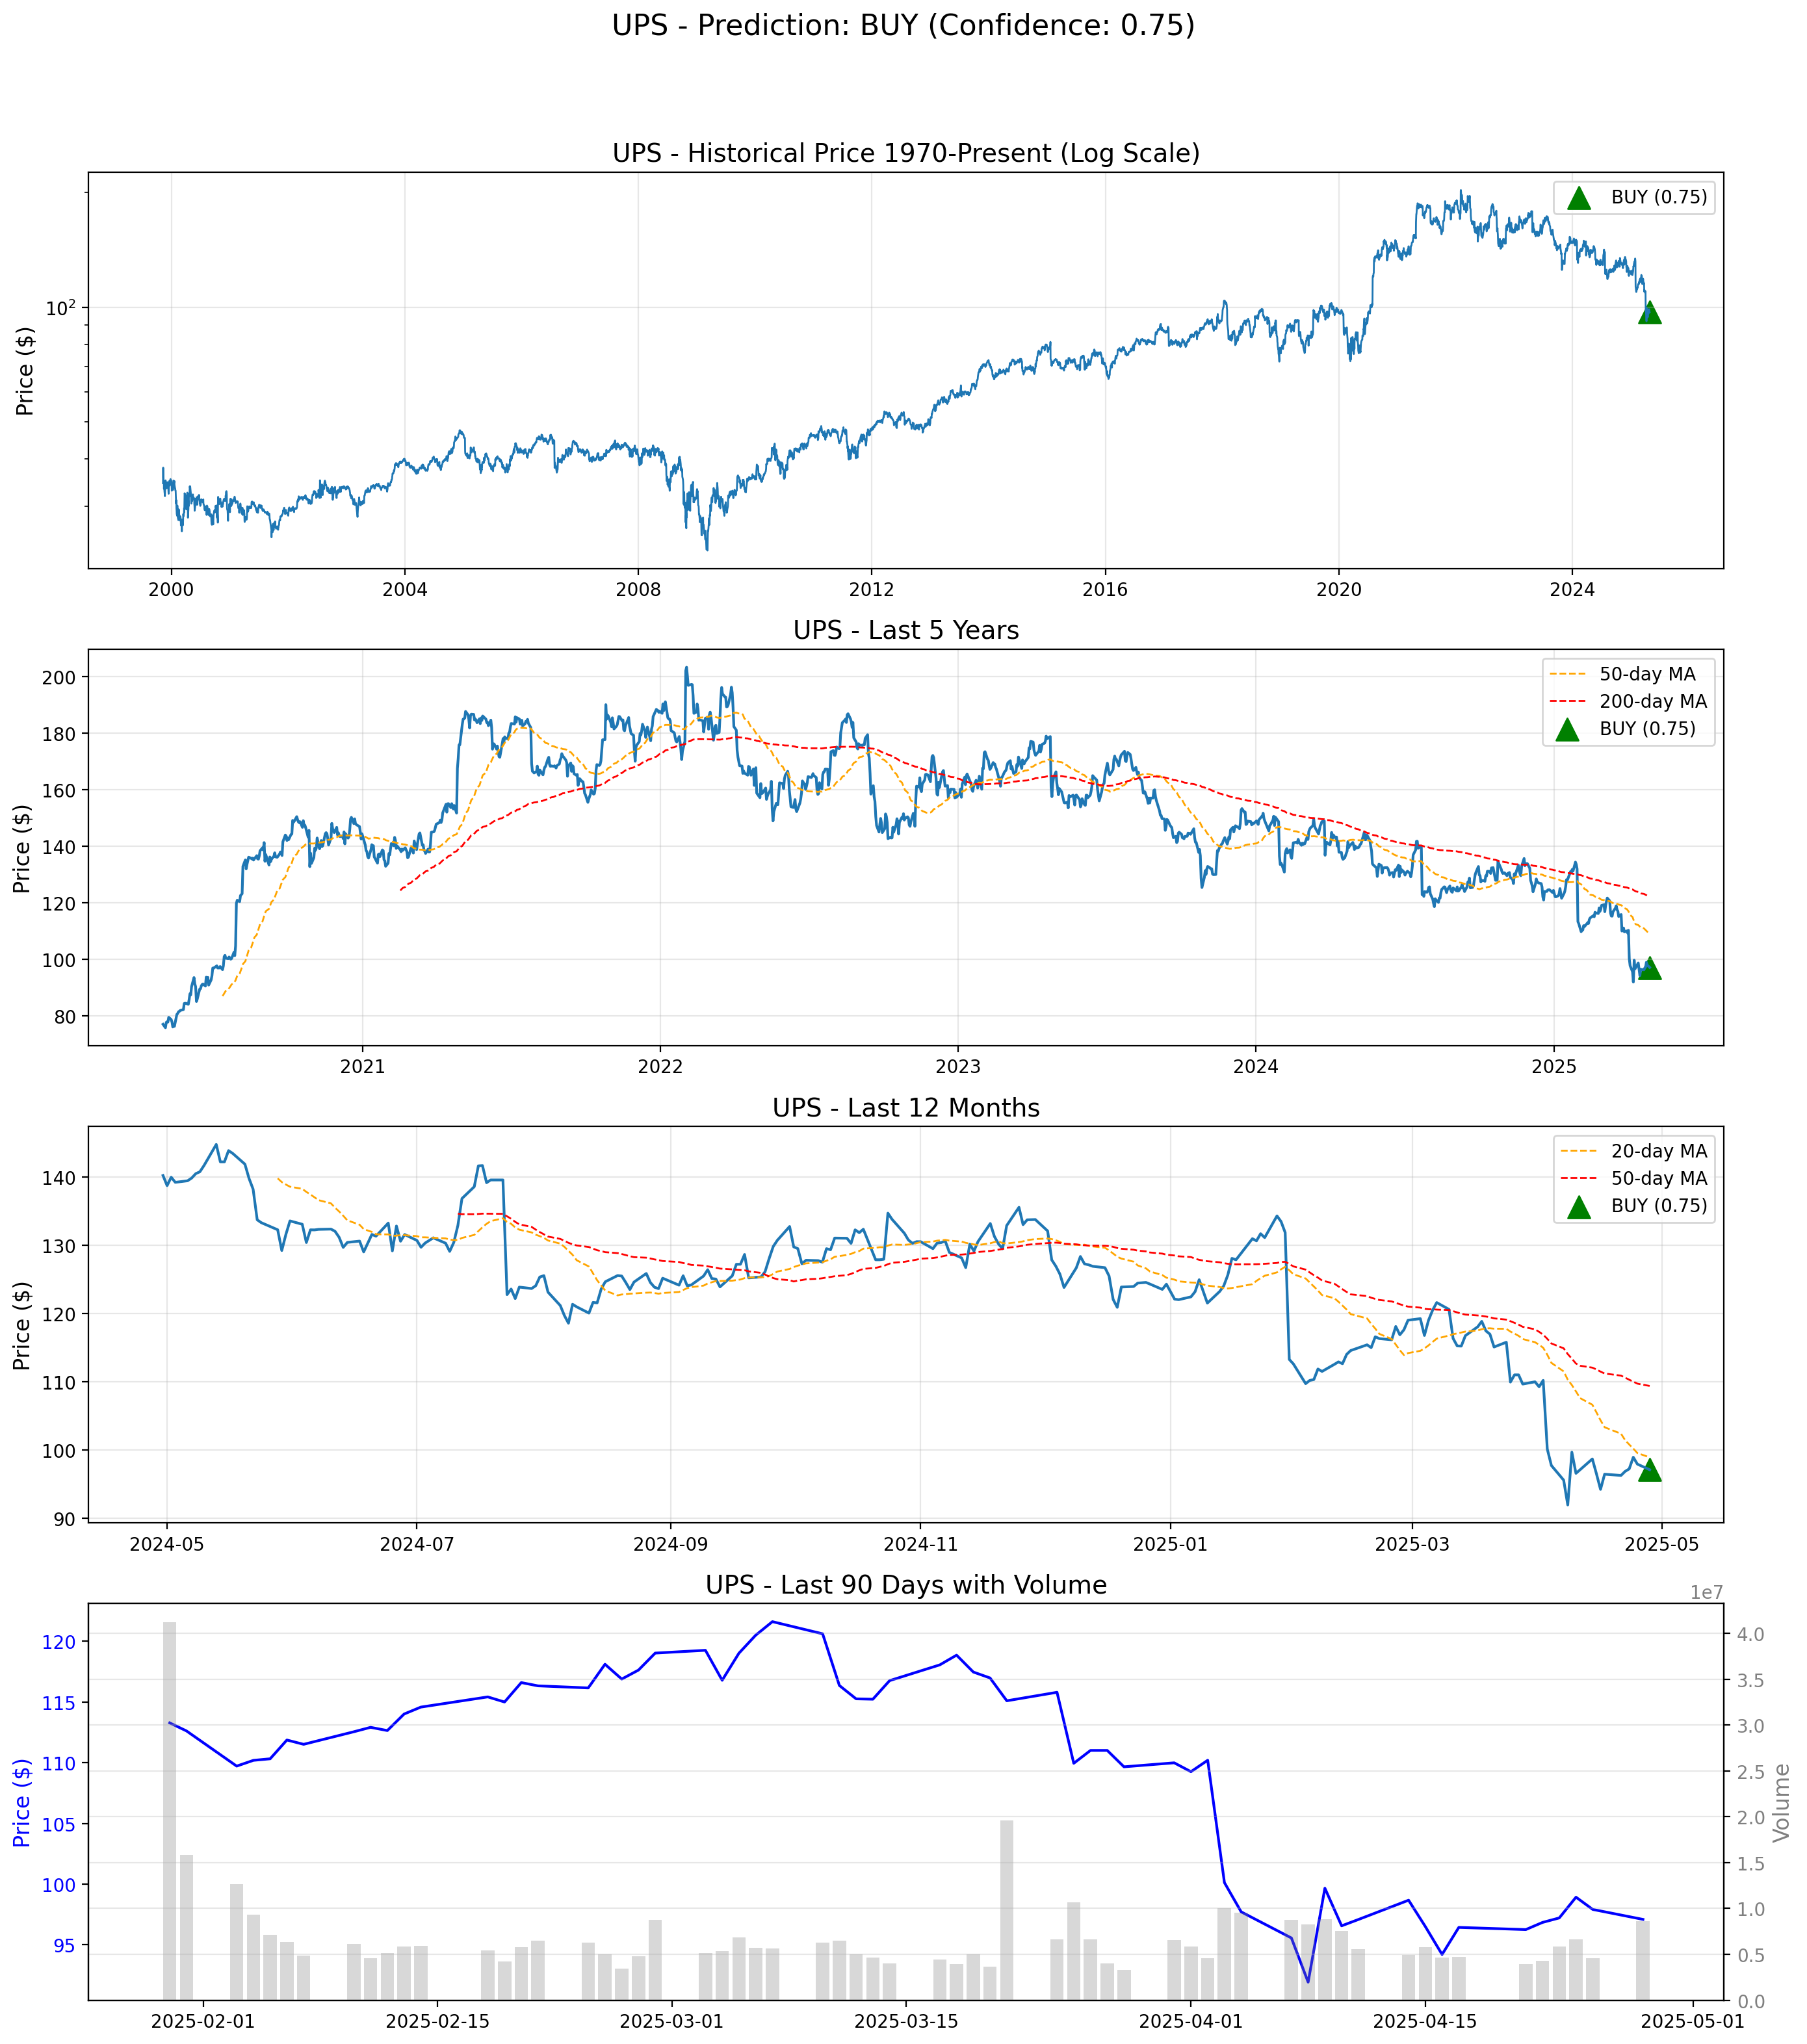 UPS - Prediction: BUY (Confidence: 0.75)
UPS - Historical Price 1970-Present (Log Scale)
BUY (0.75)
Price ($)
10²
2000 2004 2008 2012 2016 2020 2024
UPS - Last 5 Years
50-day MA
200-day MA
BUY (0.75)
Price ($)
200
180
160
140
120
100
80
2021 2022 2023 2024 2025
UPS - Last 12 Months
20-day MA
50-day MA
BUY (0.75)
Price ($)
140
130
120
110
100
90
2024-05 2024-07 2024-09 2024-11 2025-01 2025-03 2025-05
UPS - Last 90 Days with Volume
1e7
Price ($)
120
115
110
105
100
95
4.0
3.5
3.0
2.5
2.0
1.5
1.0
0.5
0.0
Volume
2025-02-01 2025-02-15 2025-03-01 2025-03-15 2025-04-01 2025-04-15 2025-05-01